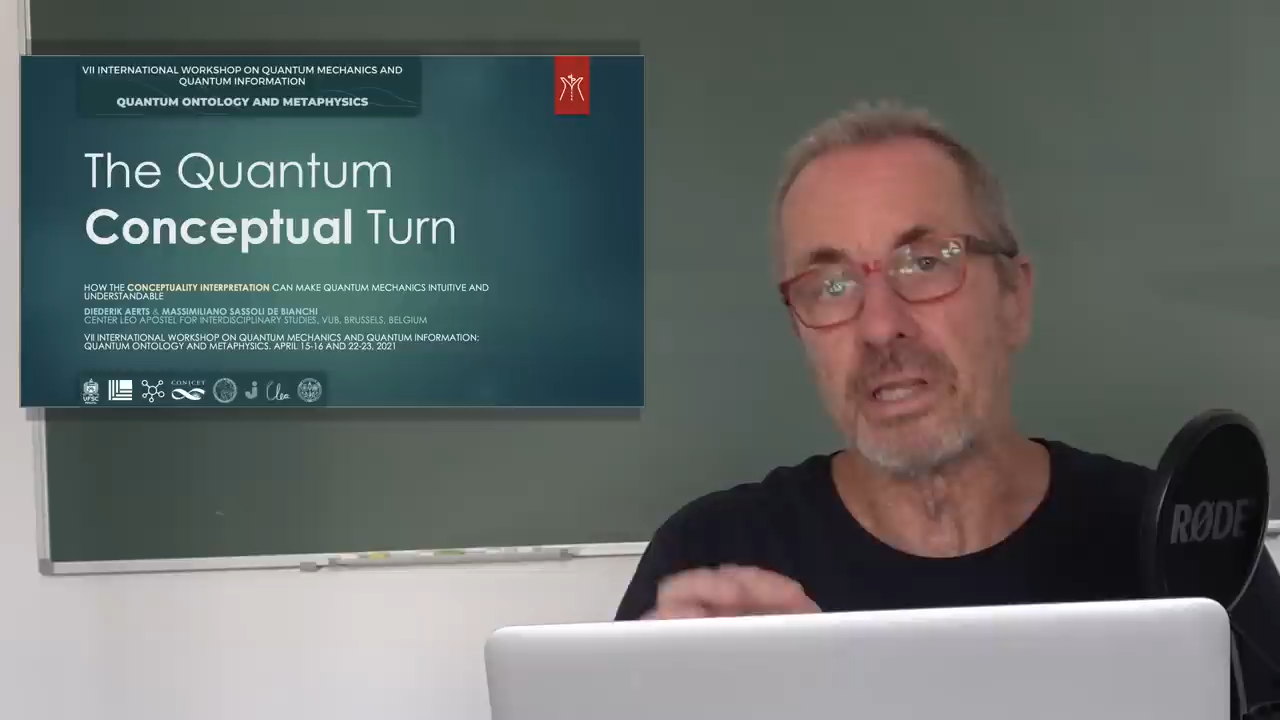 VII INTERNATIONAL WORKSHOP ON QUANTUM MECHANICS AND
QUANTUM INFORMATION
QUANTUM ONTOLOGY AND METAPHYSICS
The Quantum
Conceptual Turn
HOW THE CONCEPTUALITY INTERPRETATION CAN MAKE QUANTUM MECHANICS INTUITIVE AND
UNDERSTANDABLE
DIEDERIK AERTS & MASSIMILIANO SASSOLI DE BIANCHI
CENTER LEO APOSTEL FOR INTERDISCIPLINARY STUDIES, VUB, BRUSSELS, BELGIUM
VII INTERNATIONAL WORKSHOP ON QUANTUM MECHANICS AND QUANTUM INFORMATION:
QUANTUM ONTOLOGY AND METAPHYSICS. APRIL 15-16 AND 22-23, 2021
UFSC
CONICET
Clea
RØDE